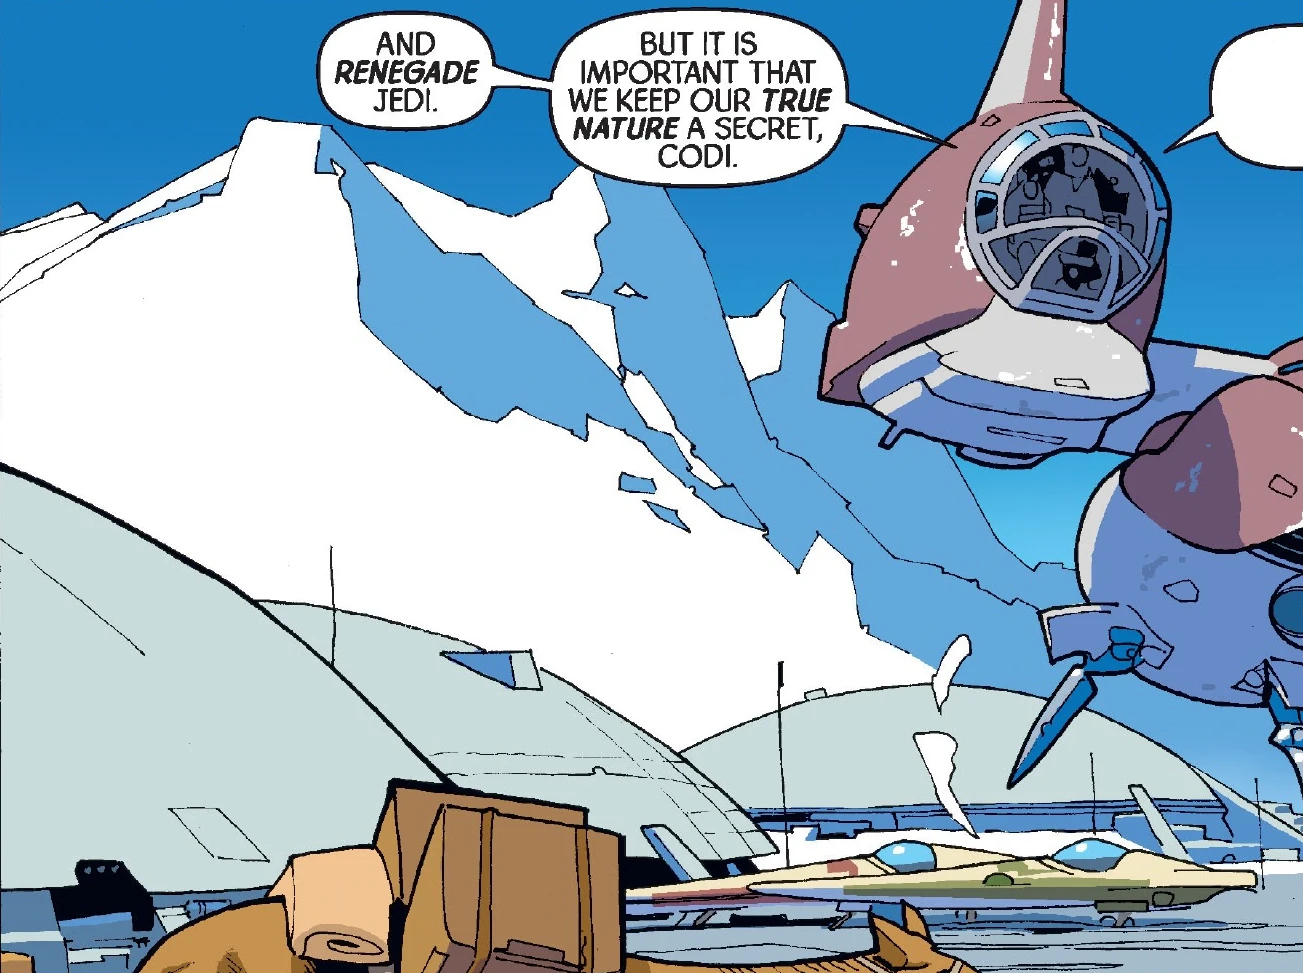 AND
RENEGADE
JEDI.
BUT IT IS
IMPORTANT THAT
WE KEEP OUR TRUE
NATURE A SECRET,
CODI.